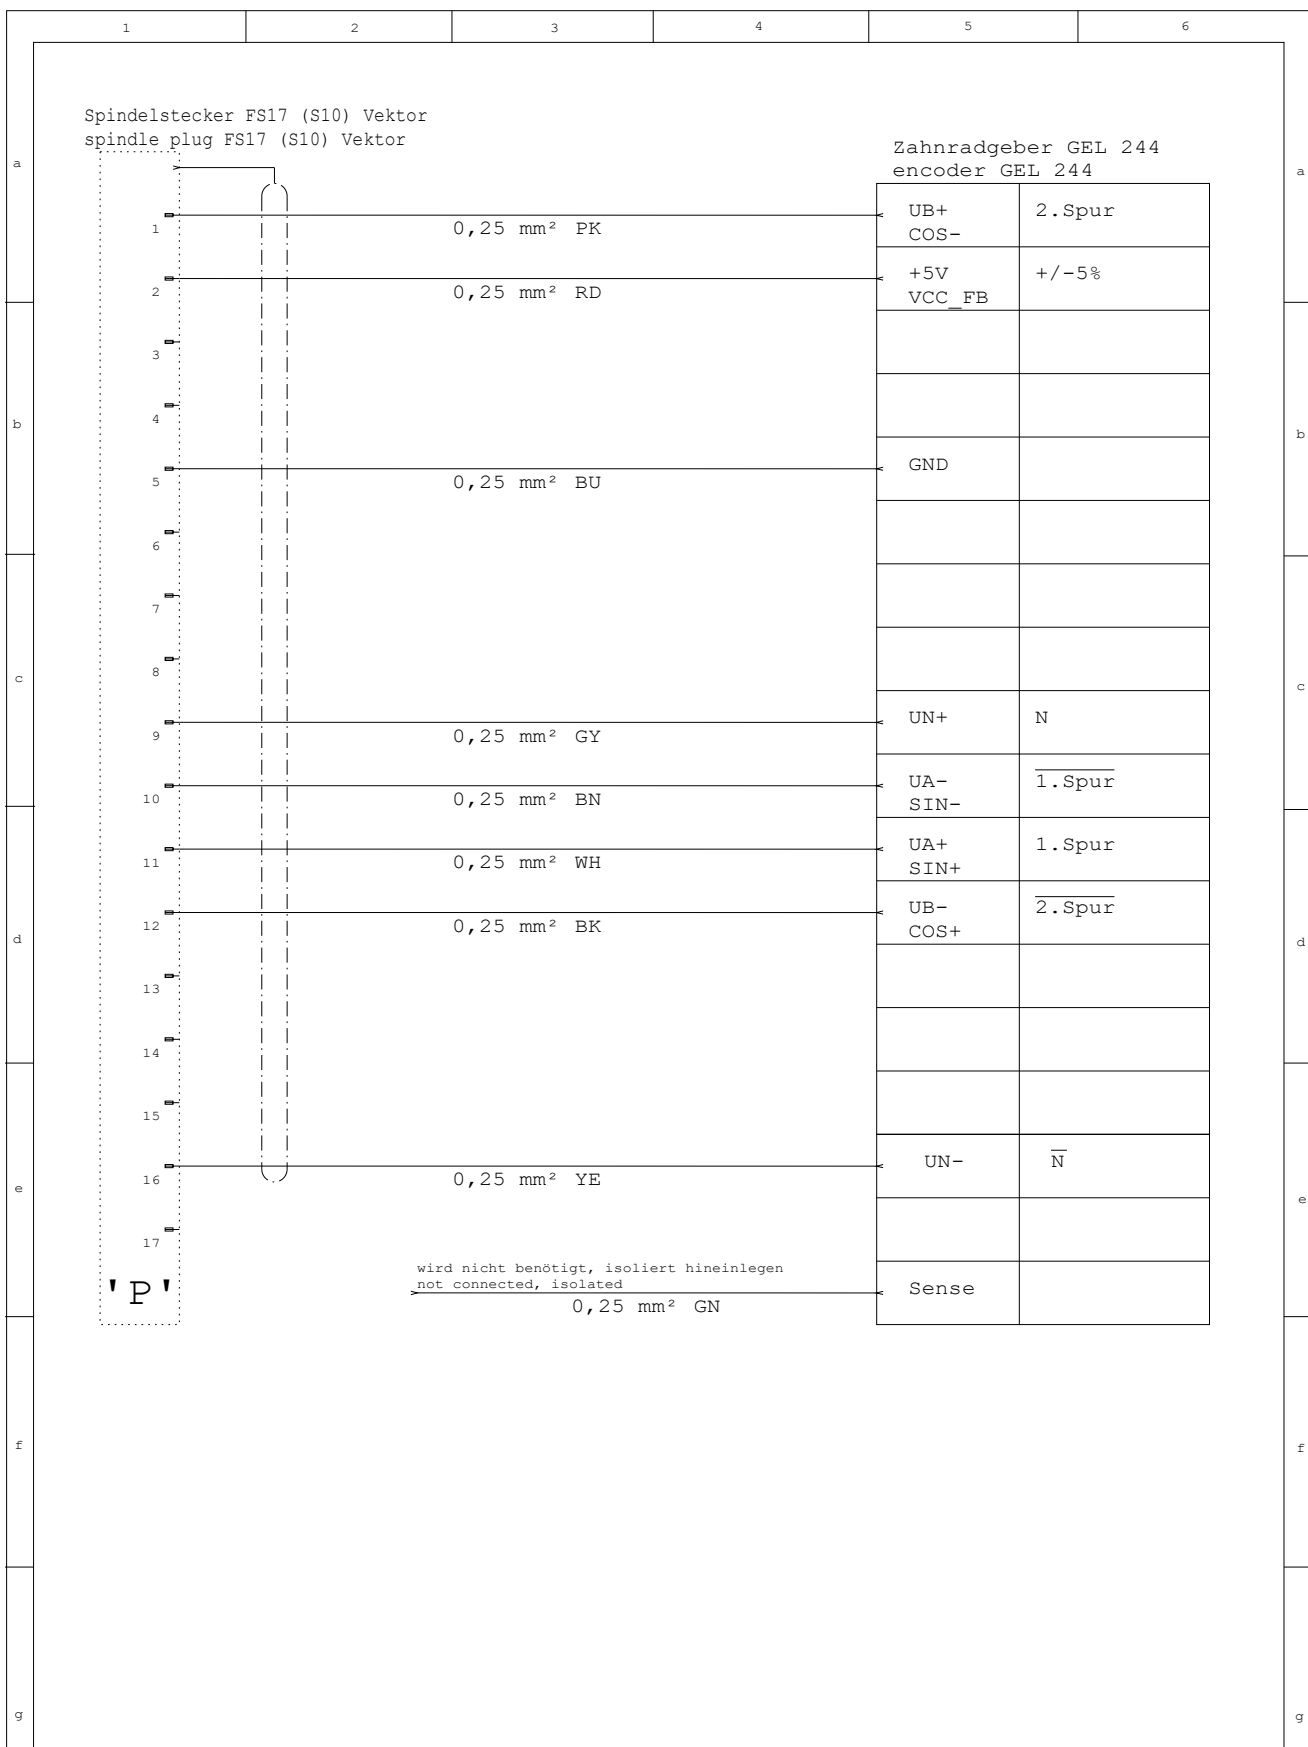 1 2 3 4 5 6
Spindelstecker FS17 (S10) Vektor
spindle plug FS17 (S10) Vektor
Zahnradgeber GEL 244
encoder GEL 244
a a
1 0,25 mm² PK UB+ 2.Spur
COS-
2 0,25 mm² RD +5V +/-5%
VCC_FB
3
4
b b
5 0,25 mm² BU GND
6
7
8
c c
9 0,25 mm² GY UN+ N
10 0,25 mm² BN UA- 1.Spur
SIN-
11 0,25 mm² WH UA+ 1.Spur
SIN+
12 0,25 mm² BK UB- 2.Spur
COS+
d d
13
14
15
16 0,25 mm² YE UN- N
e e
17
wird nicht benötigt, isoliert hineinlegen
not connected, isolated
'P' 0,25 mm² GN Sense
f f
g g